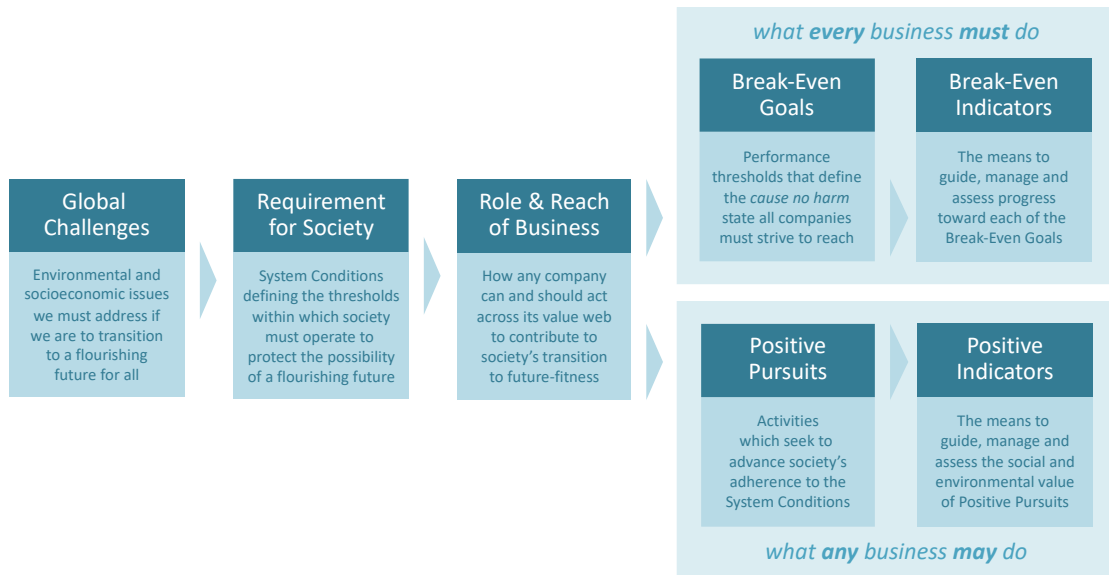 what every business must do
Break-Even
Goals
Performance
thresholds that define
the cause no harm
state all companies
must strive to reach
Break-Even
Indicators
The means to
guide, manage and
assess progress
toward each of the
Break-Even Goals
Global
Challenges
Environmental and
socioeconomic issues
we must address if
we are to transition
to a flourishing
future for all
Requirement
for Society
System Conditions
defining the thresholds
within which society
must operate to
protect the possibility
of a flourishing future
Role & Reach
of Business
How any company
can and should act
across its value web
to contribute to
society's transition
to future-fitness
Positive
Pursuits
Activities
which seek to
advance society's
adherence to the
System Conditions
Positive
Indicators
The means to
guide, manage and
assess the social and
environmental value
of Positive Pursuits
what any business may do